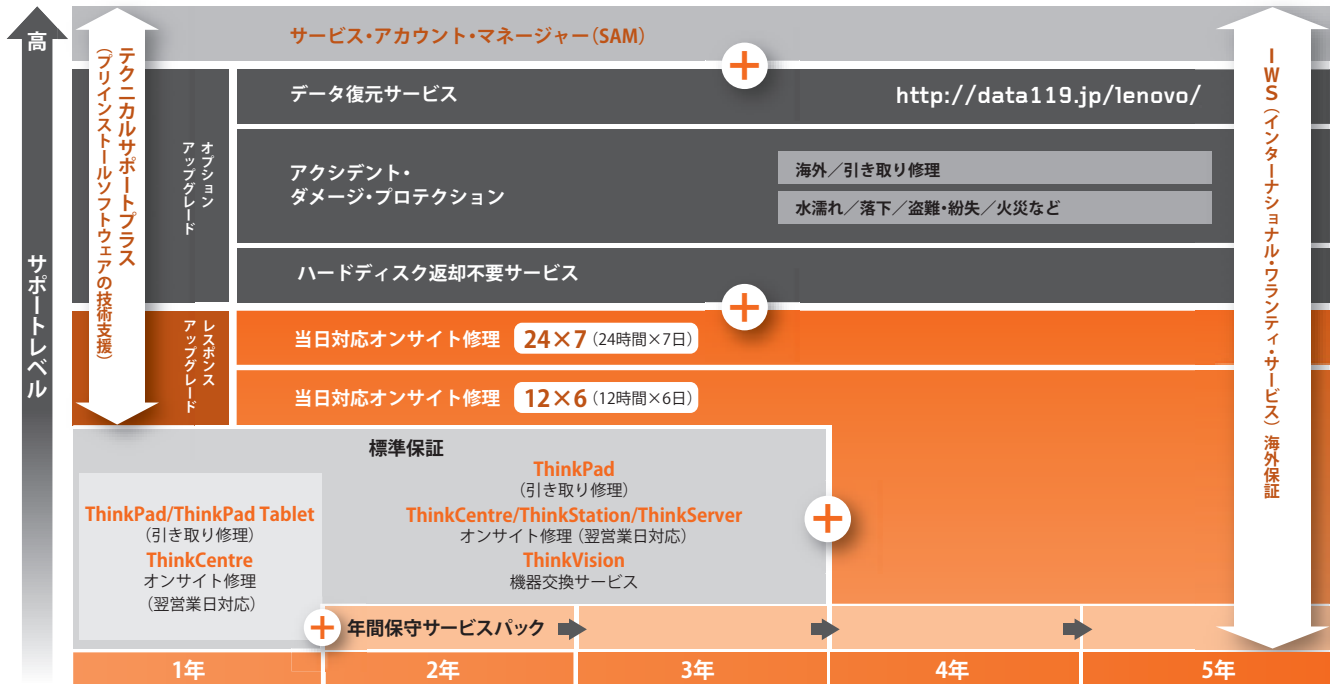 高
サポートレベル
テクニカルサポートプラス
（プリインストールソフトウェアの技術支援）
サービス・アカウント・マネージャー（SAM）
オプション
アップグレード
データ復元サービス
http://data119.jp/lenovo/
アクシデント・
ダメージ・プロテクション
海外／引き取り修理
水濡れ／落下／盗難・紛失／火災など
ハードディスク返却不要サービス
レスポンス
アップグレード
当日対応オンサイト修理 24×7（24時間×7日）
当日対応オンサイト修理 12×6（12時間×6日）
標準保証
ThinkPad/ThinkPad Tablet
（引き取り修理）
ThinkCentre
オンサイト修理
（翌営業日対応）
ThinkPad
（引き取り修理）
ThinkCentre/ThinkStation/ThinkServer
オンサイト修理（翌営業日対応）
ThinkVision
機器交換サービス
年間保守サービスパック
1年
2年
3年
4年
5年
IWS（インターナショナル・ワランティ・サービス）海外保証